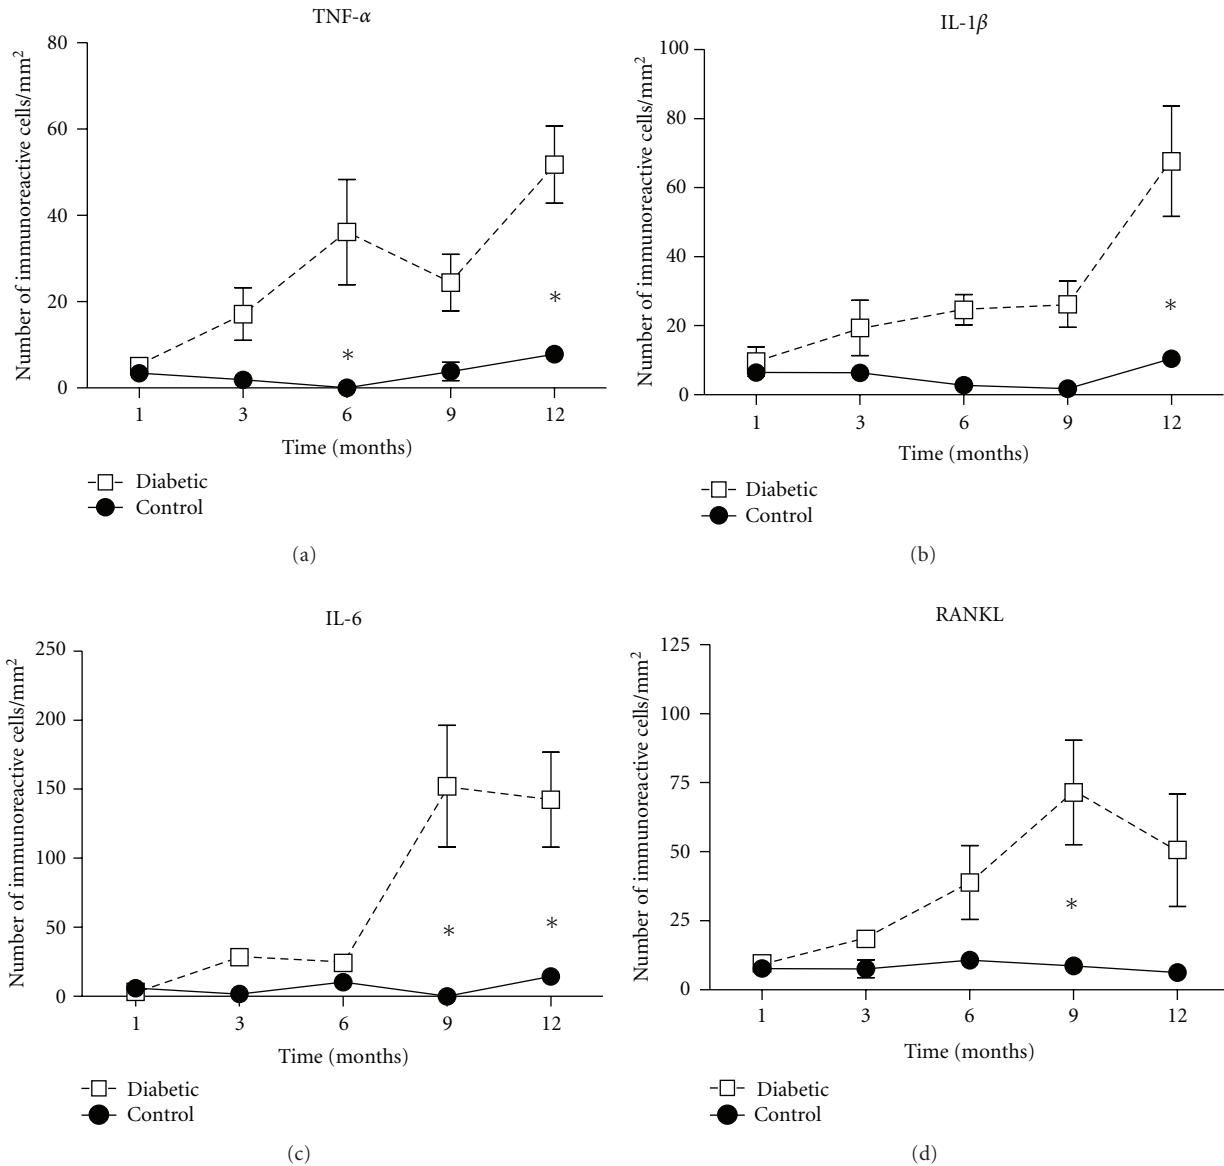 TNF-α
Number of immunoreactive cells/mm²
80
60
40
20
0
*
*
1 3 6 9 12
Time (months)
Diabetic
Control
(a)
IL-1β
Number of immunoreactive cells/mm²
100
80
60
40
20
0
*
1 3 6 9 12
Time (months)
Diabetic
Control
(b)
IL-6
Number of immunoreactive cells/mm²
250
200
150
100
50
0
* *
1 3 6 9 12
Time (months)
Diabetic
Control
(c)
RANKL
Number of immunoreactive cells/mm²
125
100
75
50
25
0
*
1 3 6 9 12
Time (months)
Diabetic
Control
(d)